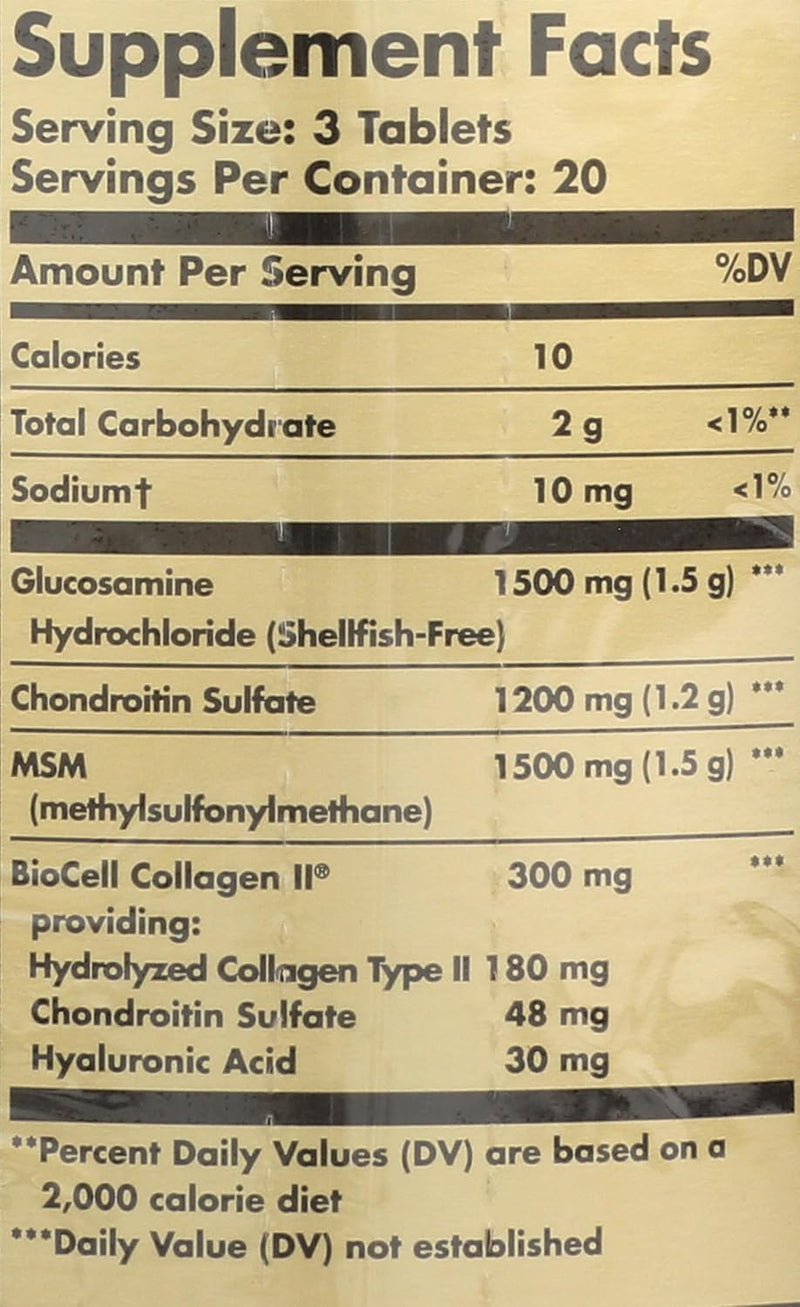 Supplement Facts
Serving Size: 3 Tablets
Servings Per Container: 20
Amount Per Serving %DV
Calories 10
Total Carbohydrate 2 g <1%**
Sodium† 10 mg <1%
Glucosamine 1500 mg (1.5 g) ***
Hydrochloride (Shellfish-Free)
Chondroitin Sulfate 1200 mg (1.2 g) ***
MSM 1500 mg (1.5 g) ***
(methylsulfonylmethane)
BioCell Collagen II® 300 mg ***
providing:
Hydrolyzed Collagen Type II 180 mg
Chondroitin Sulfate 48 mg
Hyaluronic Acid 30 mg
**Percent Daily Values (DV) are based on a
2,000 calorie diet
***Daily Value (DV) not established